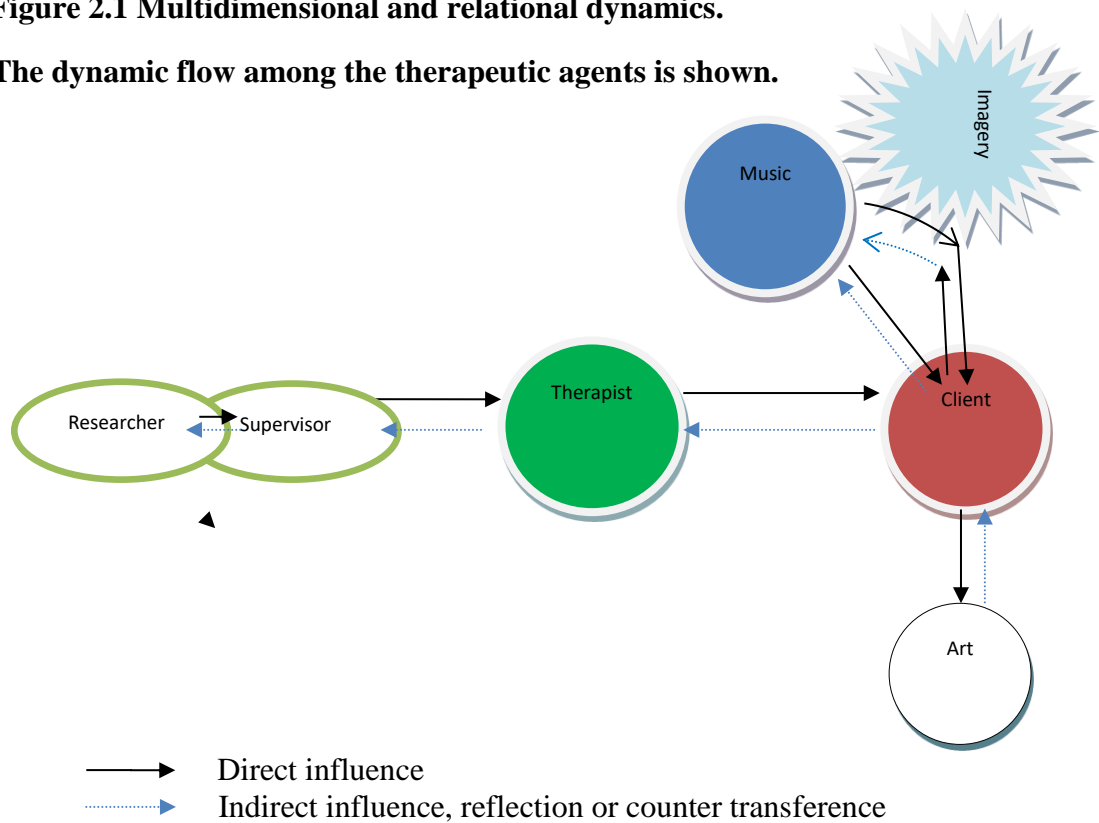 Figure 2.1 Multidimensional and relational dynamics.
The dynamic flow among the therapeutic agents is shown.
Imagery
Music
Therapist
Client
Researcher
Supervisor
Art
Direct influence
Indirect influence, reflection or counter transference